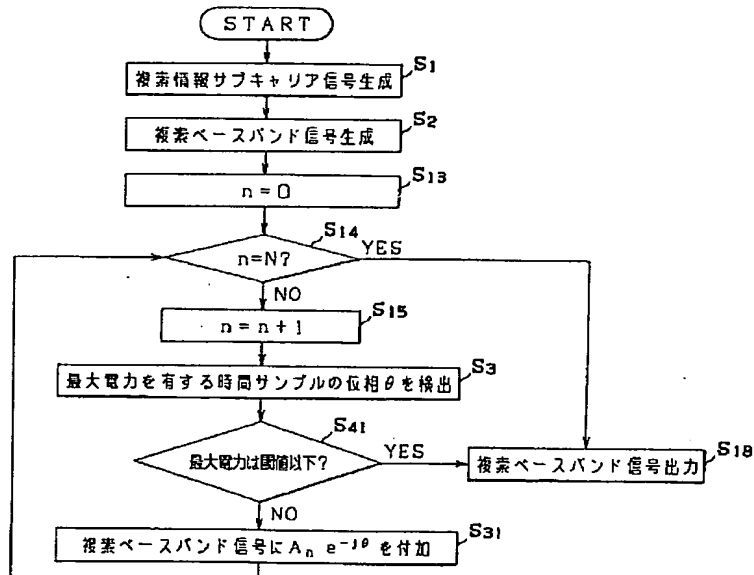 START
複素情報サブキャリア信号生成
S1
複素ベースバンド信号生成
S2
n=0
S13
n=N?
S14
YES
NO
n=n+1
S15
最大電力を有する時間サンプルの位相θを検出
S3
最大電力は閾値以下?
S41
YES
複素ベースバンド信号出力
S18
NO
複素ベースバンド信号にAn e-jθ を付加
S31